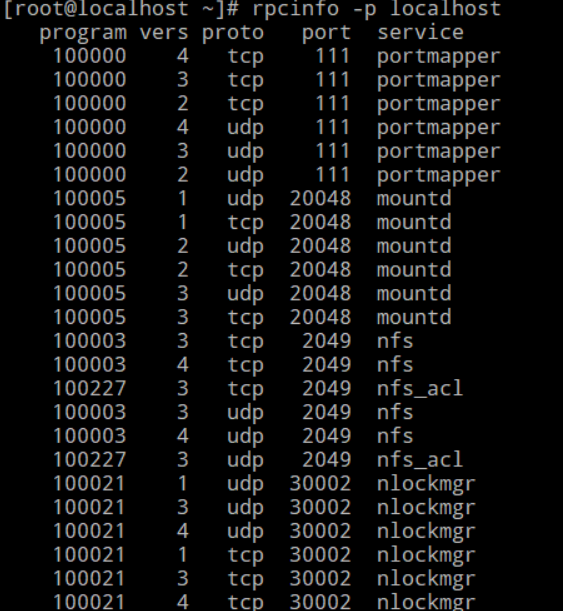 [root@localhost ~]# rpcinfo -p localhost
program vers proto port service
100000 4 tcp 111 portmapper
100000 3 tcp 111 portmapper
100000 2 tcp 111 portmapper
100000 4 udp 111 portmapper
100000 3 udp 111 portmapper
100000 2 udp 111 portmapper
100005 1 udp 20048 mountd
100005 1 tcp 20048 mountd
100005 2 udp 20048 mountd
100005 2 tcp 20048 mountd
100005 3 udp 20048 mountd
100005 3 tcp 20048 mountd
100003 3 tcp 2049 nfs
100003 4 tcp 2049 nfs
100227 3 tcp 2049 nfs_acl
100003 3 udp 2049 nfs
100003 4 udp 2049 nfs
100227 3 udp 2049 nfs_acl
100021 1 udp 30002 nlockmgr
100021 3 udp 30002 nlockmgr
100021 4 udp 30002 nlockmgr
100021 1 tcp 30002 nlockmgr
100021 3 tcp 30002 nlockmgr
100021 4 tcp 30002 nlockmgr